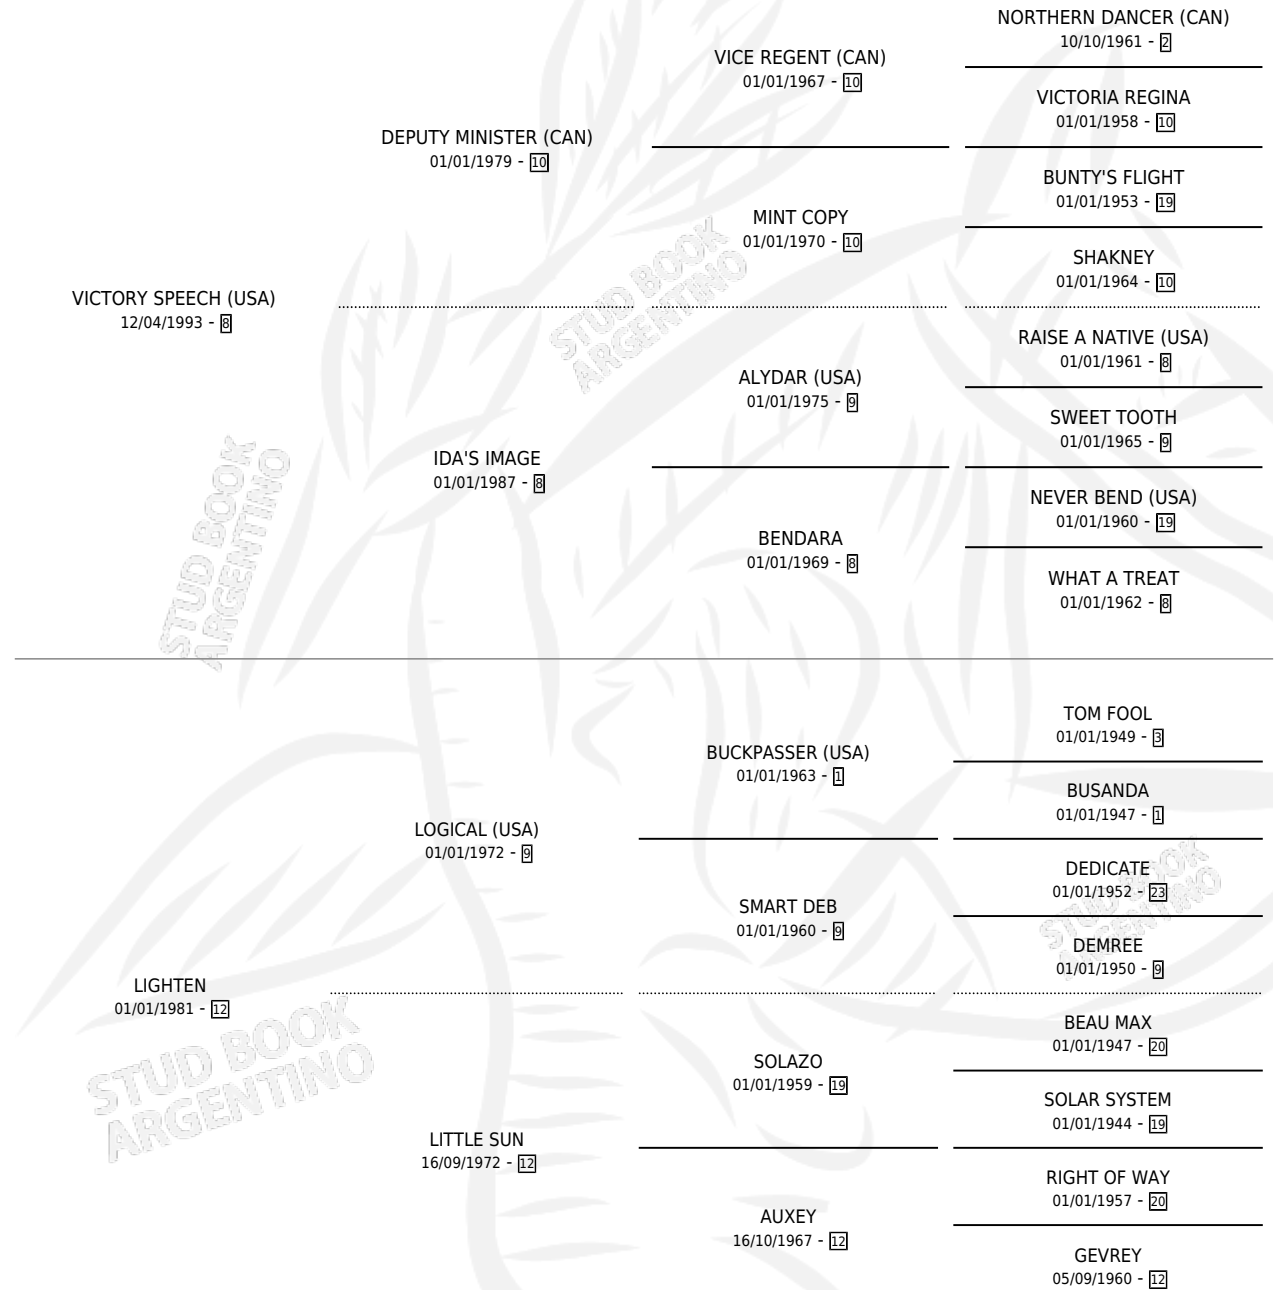 NORTHERN DANCER (CAN)
10/10/1961 - 2
VICE REGENT (CAN)
01/01/1967 - 10
VICTORIA REGINA
01/01/1958 - 10
DEPUTY MINISTER (CAN)
01/01/1979 - 10
BUNTY'S FLIGHT
01/01/1953 - 19
MINT COPY
01/01/1970 - 10
SHAKNEY
01/01/1964 - 10
VICTORY SPEECH (USA)
12/04/1993 - 8
RAISE A NATIVE (USA)
01/01/1961 - 8
ALYDAR (USA)
01/01/1975 - 9
SWEET TOOTH
01/01/1965 - 9
IDA'S IMAGE
01/01/1987 - 8
NEVER BEND (USA)
01/01/1960 - 19
BENDARA
01/01/1969 - 8
WHAT A TREAT
01/01/1962 - 8
STUD BOOK
ARGENTINO
STUD BOOK
ARGENTINO
TOM FOOL
01/01/1949 - 3
BUCKPASSER (USA)
01/01/1963 - 1
BUSANDA
01/01/1947 - 1
LOGICAL (USA)
01/01/1972 - 9
DEDICATE
01/01/1952 - 23
SMART DEB
01/01/1960 - 9
DEMREE
01/01/1950 - 9
STUD BOOK
ARGENTINO
LIGHTEN
01/01/1981 - 12
BEAU MAX
01/01/1947 - 20
SOLAZO
01/01/1959 - 19
SOLAR SYSTEM
01/01/1944 - 19
STUD BOOK
ARGENTINO
LITTLE SUN
16/09/1972 - 12
RIGHT OF WAY
01/01/1957 - 20
AUXEY
16/10/1967 - 12
GEVREY
05/09/1960 - 12